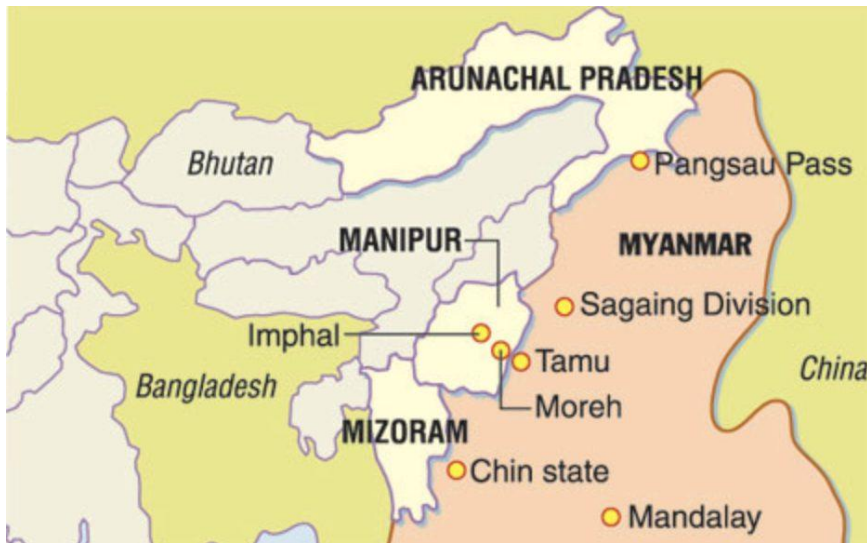 ARUNACHAL PRADESH
Bhutan
Pangsau Pass
MANIPUR
MYANMAR
Sagaing Division
Imphal
Tamu
China
Bangladesh
Moreh
MIZORAM
Chin state
Mandalay